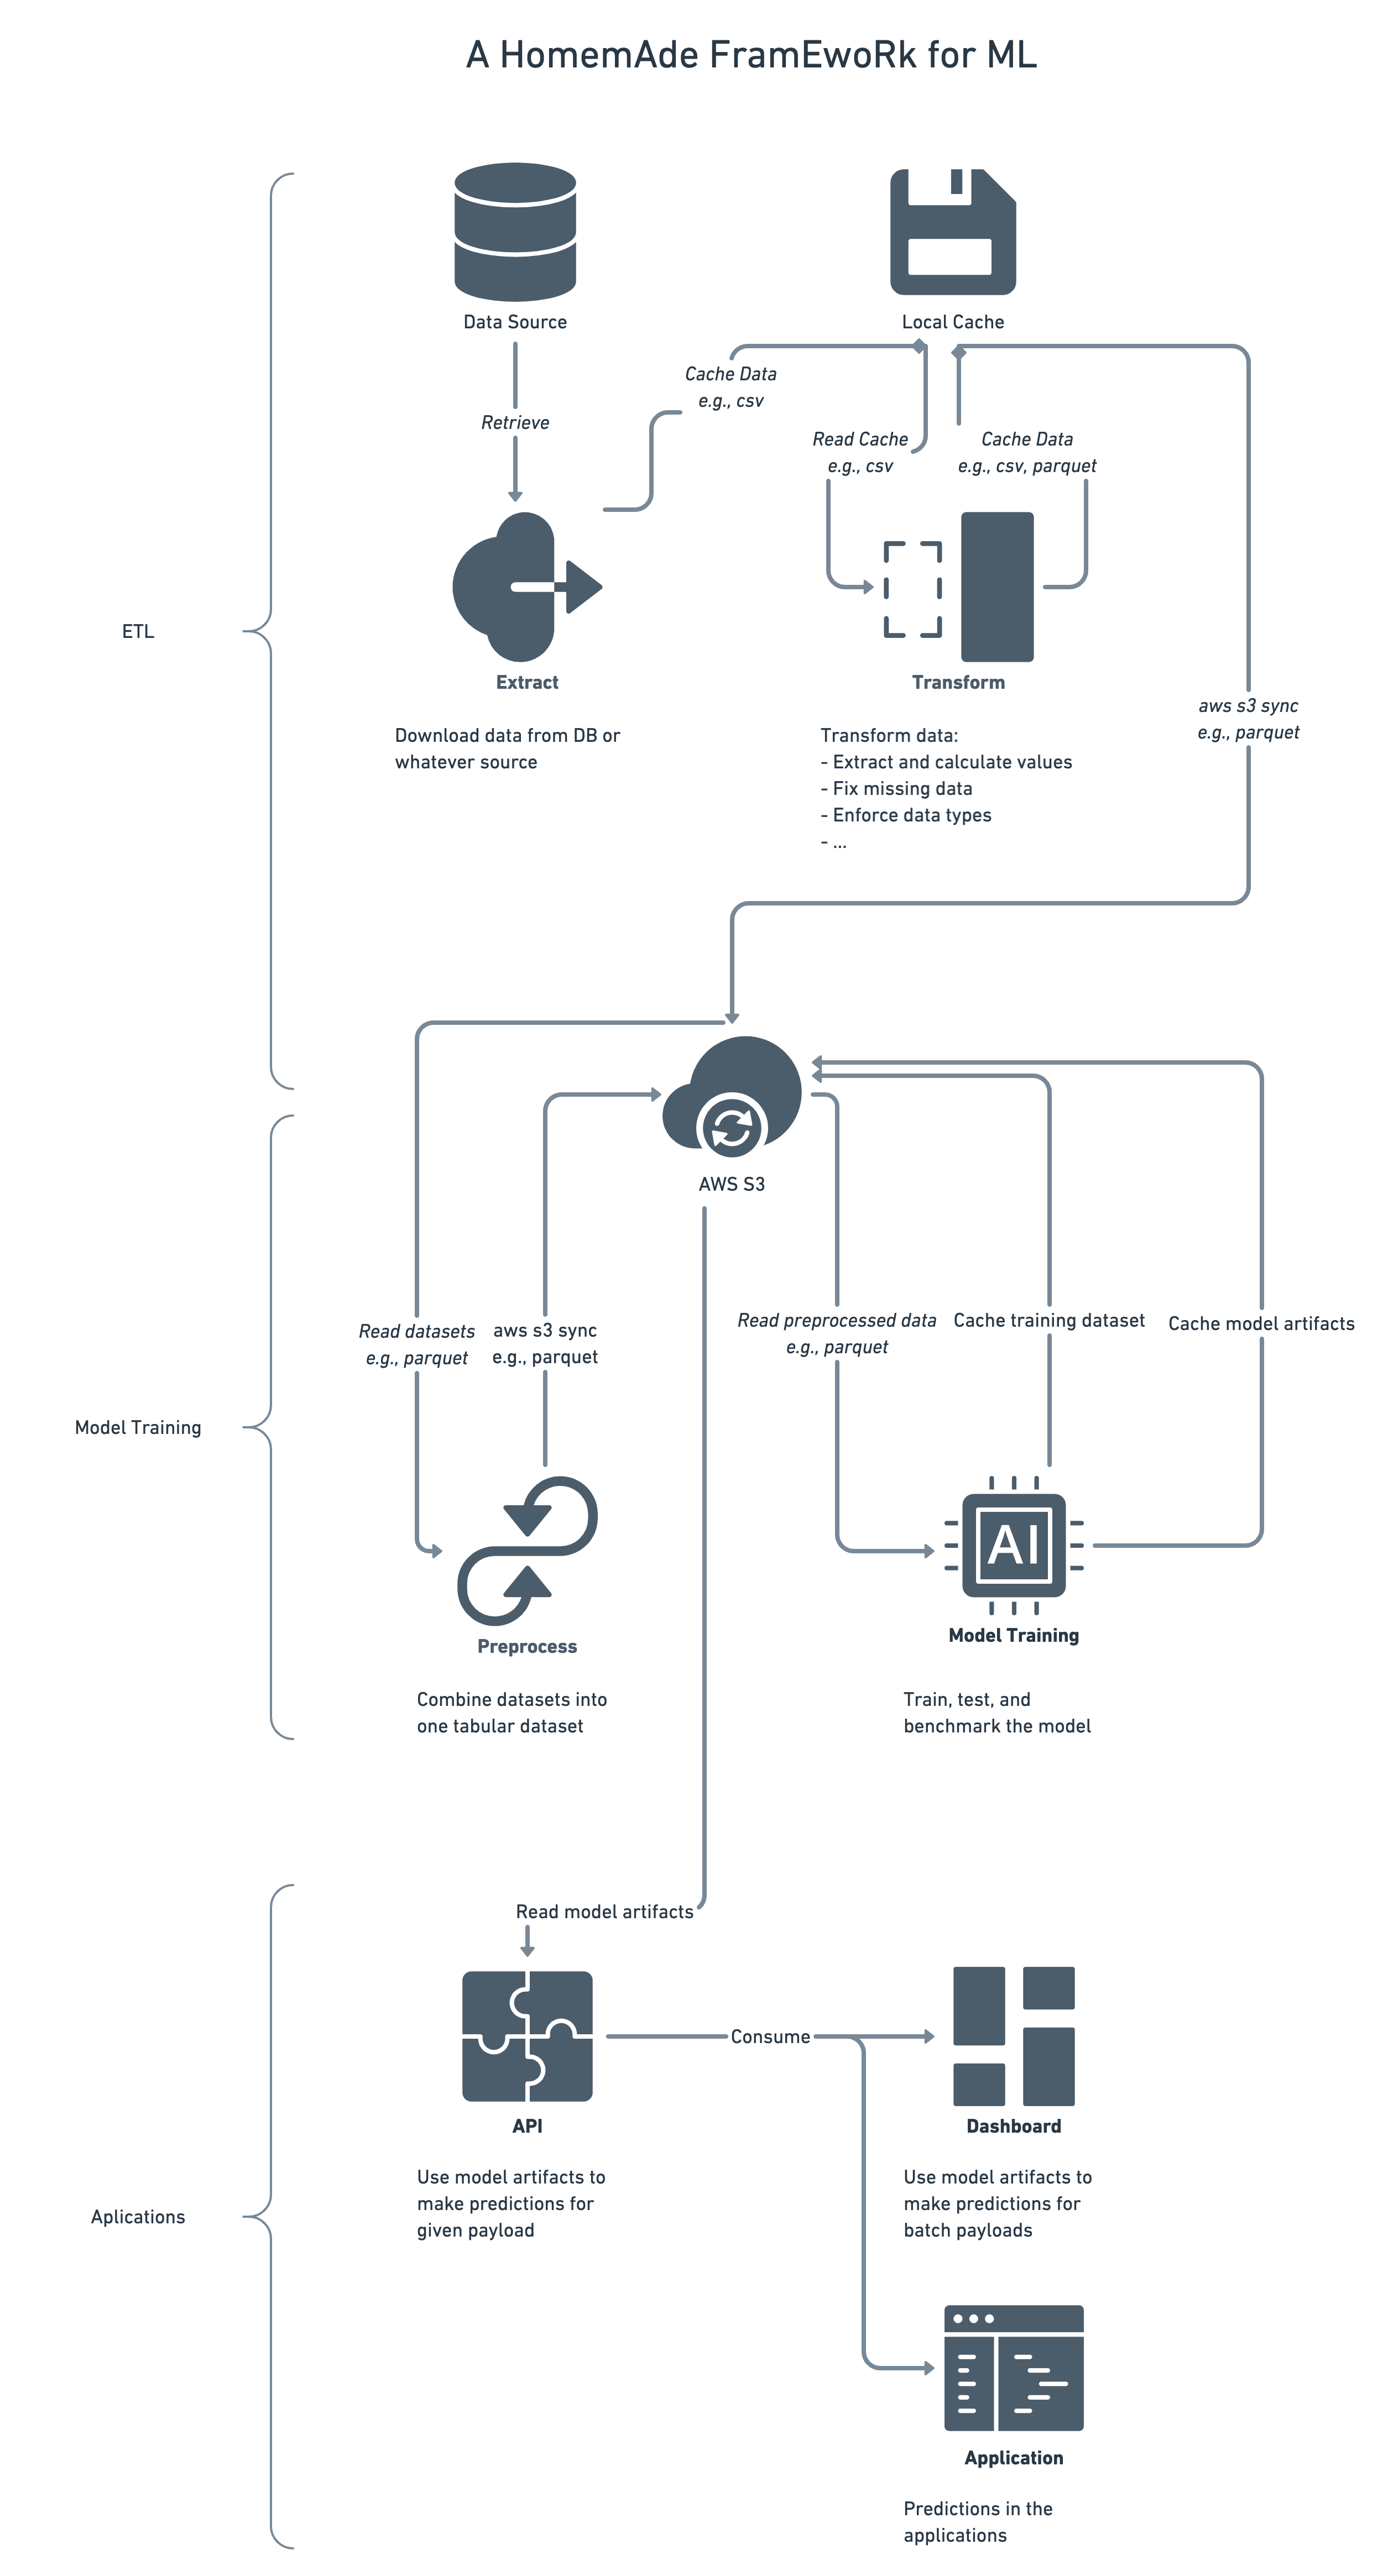 A HomemAde FramEwoRk for ML
Data Source
Local Cache
Retrieve
Cache Data
e.g., csv
Read Cache
e.g., csv
Cache Data
e.g., csv, parquet
ETL
Extract
Download data from DB or
whatever source
Transform
Transform data:
- Extract and calculate values
- Fix missing data
- Enforce data types
- ...
aws s3 sync
e.g., parquet
AWS S3
Read datasets
e.g., parquet
aws s3 sync
e.g., parquet
Read preprocessed data
e.g., parquet
Cache training dataset
Cache model artifacts
Model Training
Preprocess
Combine datasets into
one tabular dataset
AI
Model Training
Train, test, and
benchmark the model
Read model artifacts
Consume
Aplications
API
Use model artifacts to
make predictions for
given payload
Dashboard
Use model artifacts to
make predictions for
batch payloads
Application
Predictions in the
applications